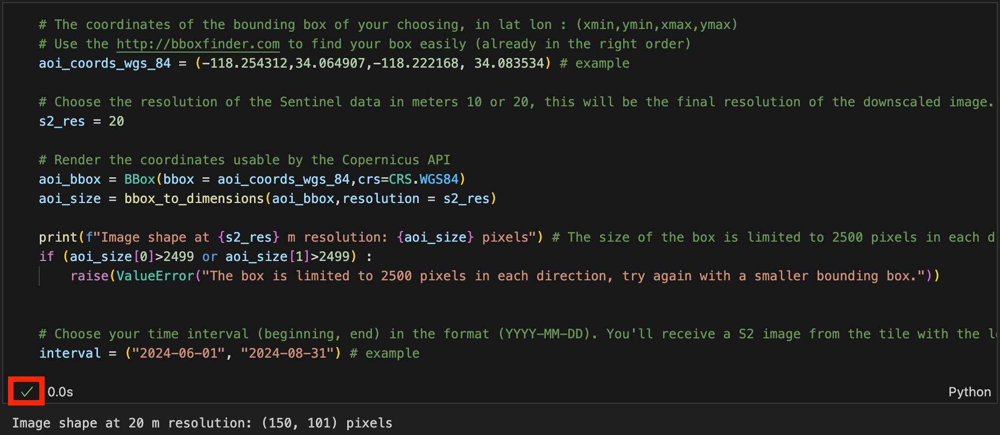 # The coordinates of the bounding box of your choosing, in lat lon : (xmin,ymin,xmax,ymax)
# Use the http://bboxfinder.com to find your box easily (already in the right order)
aoi_coords_wgs_84 = (-118.254312,34.064907,-118.222168, 34.083534) # example
# Choose the resolution of the Sentinel data in meters 10 or 20, this will be the final resolution of the downscaled image.
s2_res = 20
# Render the coordinates usable by the Copernicus API
aoi_bbox = BBox(bbox = aoi_coords_wgs_84,crs=CRS.WGS84)
aoi_size = bbox_to_dimensions(aoi_bbox,resolution = s2_res)
print(f"Image shape at {s2_res} m resolution: {aoi_size} pixels") # The size of the box is limited to 2500 pixels in each d
if (aoi_size[0]>2499 or aoi_size[1]>2499) :
    raise(ValueError("The box is limited to 2500 pixels in each direction, try again with a smaller bounding box."))
# Choose your time interval (beginning, end) in the format (YYYY-MM-DD). You'll receive a S2 image from the tile with the l
interval = ("2024-06-01", "2024-08-31") # example
✓ 0.0s
Python
Image shape at 20 m resolution: (150, 101) pixels